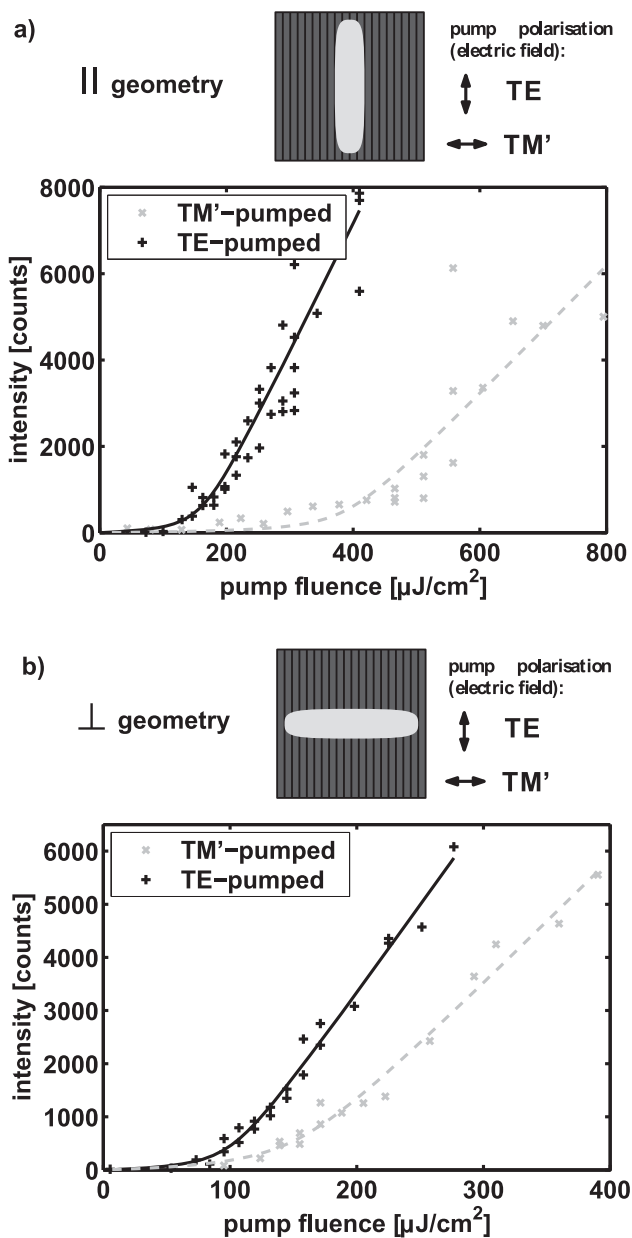 a)
|| geometry
pump polarisation
(electric field):
TE
TM'
8000
6000
4000
2000
0
intensity [counts]
TM'−pumped
TE−pumped
0 200 400 600 800
pump fluence [µJ/cm²]
b)
⊥ geometry
pump polarisation
(electric field):
TE
TM'
6000
5000
4000
3000
2000
1000
0
intensity [counts]
TM'−pumped
TE−pumped
0 100 200 300 400
pump fluence [µJ/cm²]